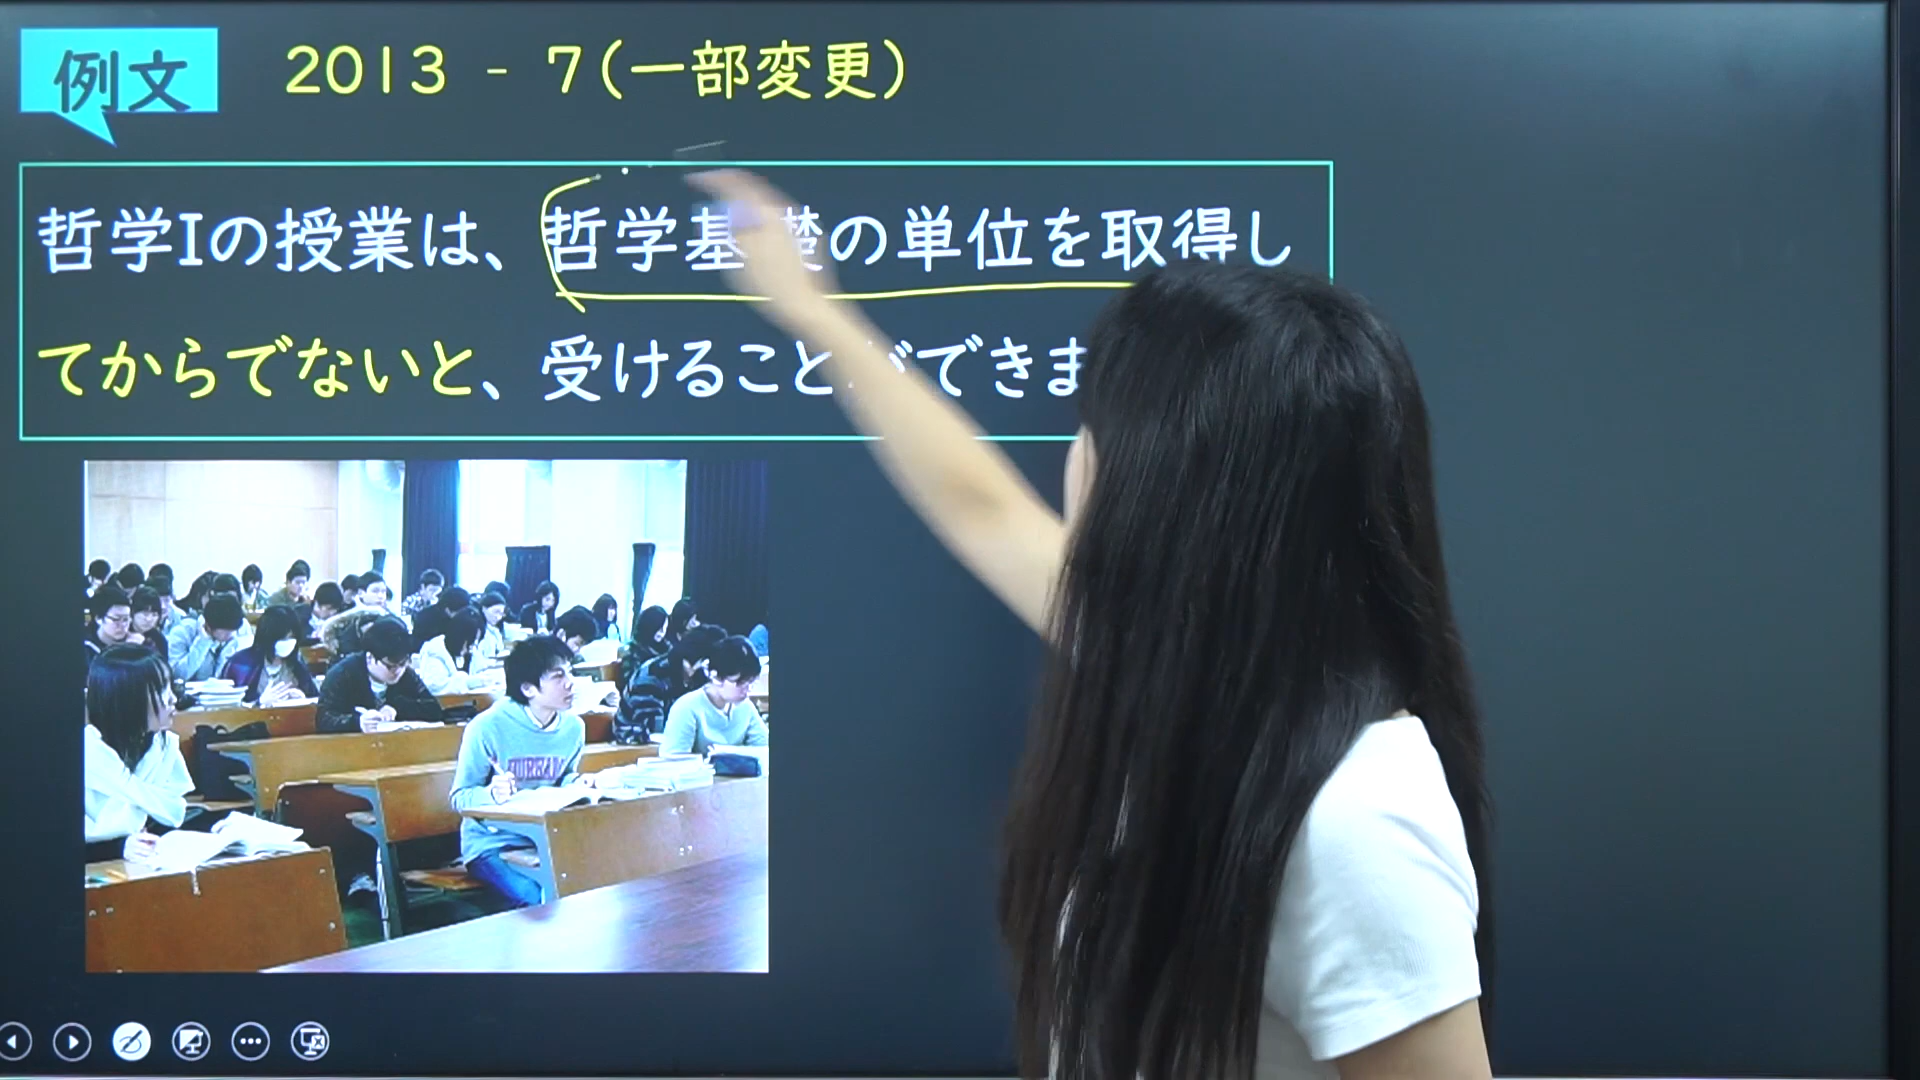 例文
2013 - 7(一部変更)
哲学Iの授業は、哲学基礎の単位を取得し
てからでないと、受けることができま